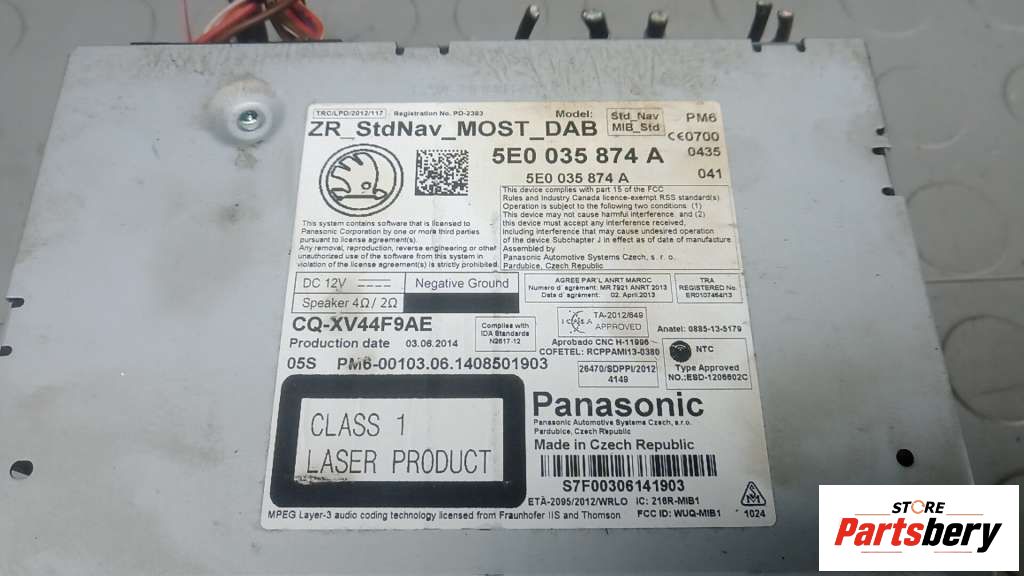 TRC/LPD/2012/117 Registration No. PD-2383 Model: Std_Nav MIB_Std PM6
ZR_StdNav_MOST_DAB
CE0700
5E0 035 874 A 0435
5E0 035 874 A 041
This device complies with part 15 of the FCC
Rules and Industry Canada licence-exempt RSS standard(s)
Operation is subject to the following two conditions. (1)
This device may not cause harmful interference. and (2)
this device must accept any interference received.
Including interference that may cause undesired operation
of the device Subchapter J in effect as of date of manufacture
Assembled by
Panasonic Automotive Systems Czech, s. r. o.
Pardubice, Czech Republic
This system contains software that is licensed to
Panasonic Corporation by one or more third parties
pursuant to license agreement(s).
Any removal, reproduction, reverse engineering or other
unauthorized use of the software from this system in
violation of the license agreement(s) is strictly prohibited.
DC 12V ---- Negative Ground
Speaker 4Ω/ 2Ω
AGREE PAR'L ANRT MAROC
Numero d'agrément: MR 7921 ANRT 2013
Date d'agrément: 02. April.2013
TRA
REGISTERED No.
ER0107464/13
CQ-XV44F9AE
Production date 03.06.2014
Complies with
IDA Standards
N2617-12
ICASA
TA-2012/649
APPROVED
Anatel: 0885-13-5179
Aprobado CNC H-11996
COFETEL: RCPPAMI13-0380
NTC
Type Approved
NO.:ESD-1206602C
05S PM6-00103.06.1408501903
26470/SDPPI/2012
4149
CLASS 1
LASER PRODUCT
Panasonic
Panasonic Automotive Systems Czech, s.r.o.
Pardubice, Czech Republic
Made in Czech Republic
S7F00306141903
ETA-2095/2012/WRLO IC: 216R-MIB1
MPEG Layer-3 audio coding technology licensed from Fraunhofer IIS and Thomson FCC ID: WUQ-MIB1 1024
STORE
Partsbery